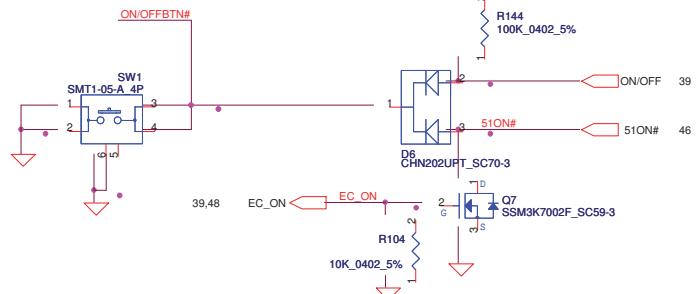 ON/OFFBTN#
R144
100K_0402_5%
1
SW1
SMT1-05-A_4P
1
3
2
4
6
5
1
2
3
ON/OFF 39
51ON#
51ON# 46
D6
CHN202UPT_SC70-3
39,48 EC_ON
EC_ON
2
G
1
D
3
S
Q7
SSM3K7002F_SC59-3
R104
10K_0402_5%
2
1